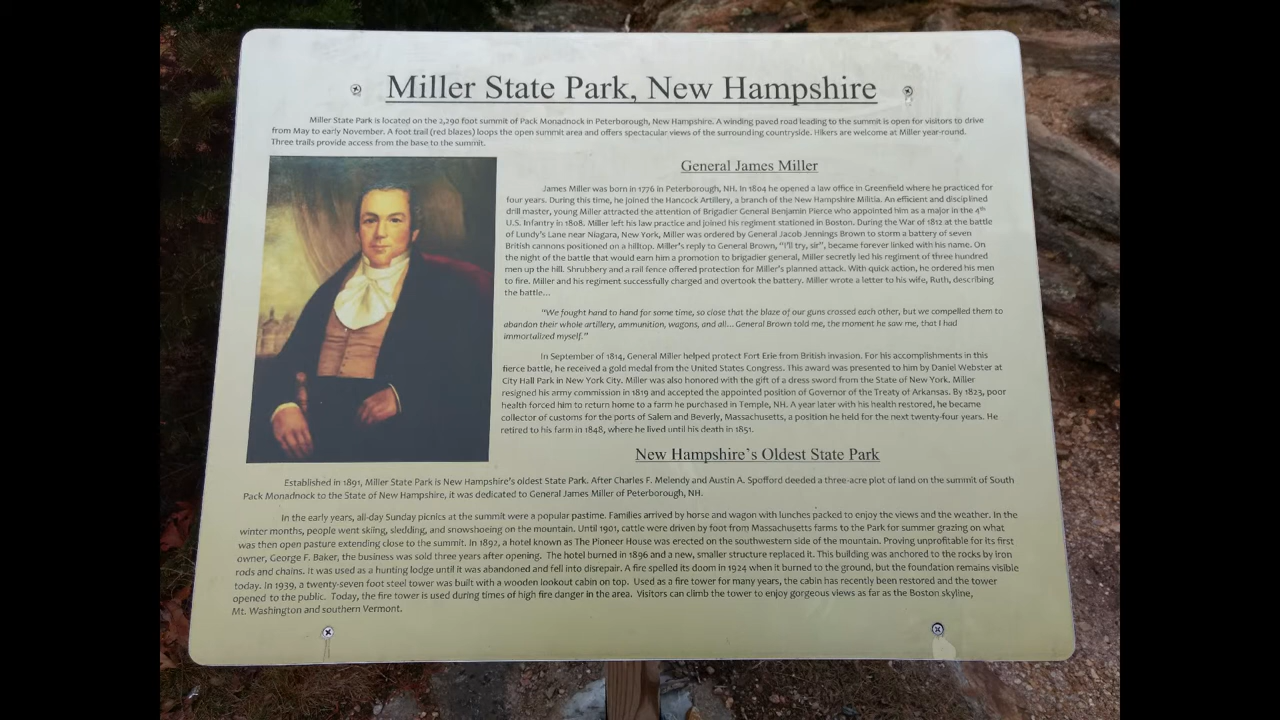 Miller State Park, New Hampshire
Miller State Park is located on the 2,290 foot summit of Pack Monadnock in Peterborough, New Hampshire. A winding paved road leading to the summit is open for visitors to drive
from May to early November. A foot trail (red blazes) loops the open summit area and offers spectacular views of the surrounding countryside. Hikers are welcome at Miller year-round.
Three trails provide access from the base to the summit.
General James Miller
James Miller was born in 1776 in Peterborough, NH. In 1804 he opened a law office in Greenfield where he practiced for
four years. During this time, he joined the Hancock Artillery, a branch of the New Hampshire Militia. An efficient and disciplined
drill master, young Miller attracted the attention of Brigadier General Benjamin Pierce who appointed him as a major in the 4th
U.S. Infantry in 1808. Miller left his law practice and joined his regiment stationed in Boston. During the War of 1812 at the battle
of Lundy's Lane near Niagara, New York, Miller was ordered by General Jacob Jennings Brown to storm a battery of seven
British cannons positioned on a hilltop. Miller's reply to General Brown, "I'll try, sir", became forever linked with his name. On
the night of the battle that would earn him a promotion to brigadier general, Miller secretly led his regiment of three hundred
men up the hill. Shrubbery and a rail fence offered protection for Miller's planned attack. With quick action, he ordered his men
to fire. Miller and his regiment successfully charged and overtook the battery. Miller wrote a letter to his wife, Ruth, describing
the battle...
"We fought hand to hand for some time, so close that the blaze of our guns crossed each other, but we compelled them to
abandon their whole artillery, ammunition, wagons, and all... General Brown told me, the moment he saw me, that I had
immortalized myself."
In September of 1814, General Miller helped protect Fort Erie from British invasion. For his accomplishments in this
fierce battle, he received a gold medal from the United States Congress. This award was presented to him by Daniel Webster at
City Hall Park in New York City. Miller was also honored with the gift of a dress sword from the State of New York. Miller
resigned his army commission in 1819 and accepted the appointed position of Governor of the Treaty of Arkansas. By 1823, poor
health forced him to return home to a farm he purchased in Temple, NH. A year later with his health restored, he became
collector of customs for the ports of Salem and Beverly, Massachusetts, a position he held for the next twenty-four years. He
retired to his farm in 1848, where he lived until his death in 1851.
New Hampshire's Oldest State Park
Established in 1891, Miller State Park is New Hampshire's oldest State Park. After Charles F. Melendy and Austin A. Spofford deeded a three-acre plot of land on the summit of South
Pack Monadnock to the State of New Hampshire, it was dedicated to General James Miller of Peterborough, NH.
In the early years, all-day Sunday picnics at the summit were a popular pastime. Families arrived by horse and wagon with lunches packed to enjoy the views and the weather. In the
winter months, people went skiing, sledding, and snowshoeing on the mountain. Until 1901, cattle were driven by foot from Massachusetts farms to the Park for summer grazing on what
was then open pasture extending close to the summit. In 1892, a hotel known as The Pioneer House was erected on the southwestern side of the mountain. Proving unprofitable for its first
owner, George F. Baker, the business was sold three years after opening. The hotel burned in 1896 and a new, smaller structure replaced it. This building was anchored to the rocks by iron
rods and chains. It was used as a hunting lodge until it was abandoned and fell into disrepair. A fire spelled its doom in 1924 when it burned to the ground, but the foundation remains visible
today. In 1939, a twenty-seven foot steel tower was built with a wooden lookout cabin on top. Used as a fire tower for many years, the cabin has recently been restored and the tower
opened to the public. Today, the fire tower is used during times of high fire danger in the area. Visitors can climb the tower to enjoy gorgeous views as far as the Boston skyline,
Mt. Washington and southern Vermont.